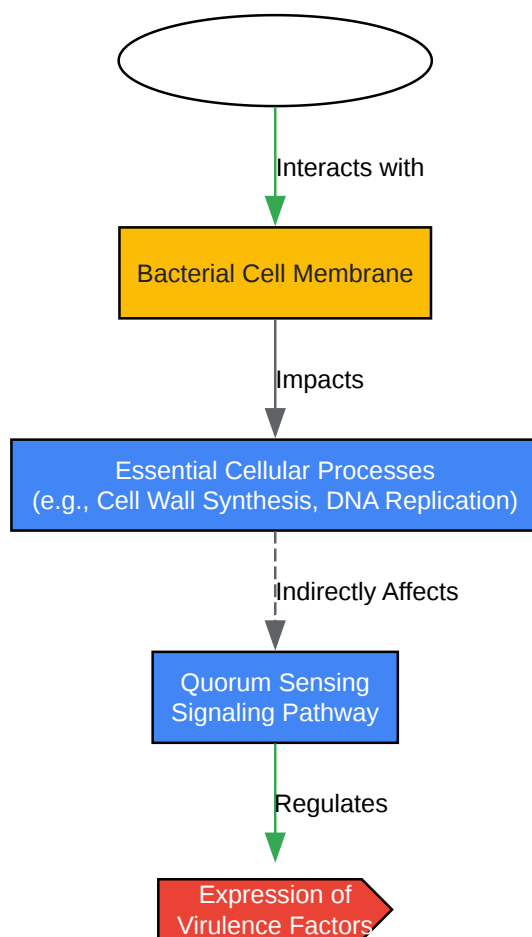 Interacts with
Bacterial Cell Membrane
Impacts
Essential Cellular Processes
(e.g., Cell Wall Synthesis, DNA Replication)
Indirectly Affects
Quorum Sensing
Signaling Pathway
Regulates
Expression of
Virulence Factors